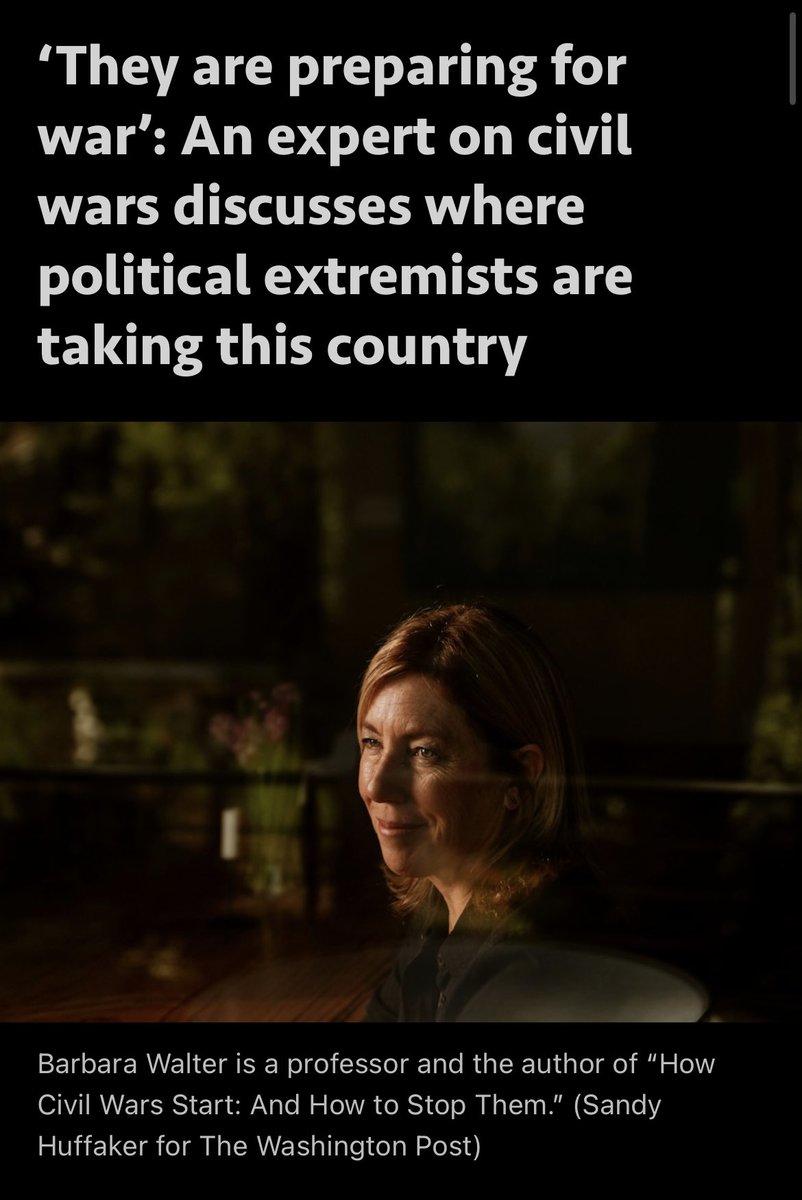 ‘They are preparing for
war’: An expert on civil
wars discusses where
political extremists are
taking this country
Barbara Walter is a professor and the author of “How
Civil Wars Start: And How to Stop Them.” (Sandy
Huffaker for The Washington Post)